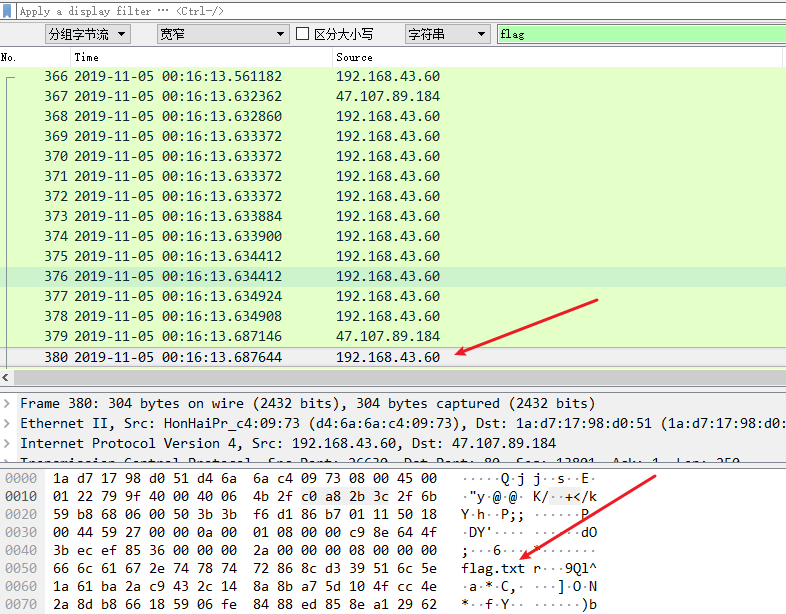 Apply a display filter ··· <Ctrl-/>
分组字节流 宽窄 区分大小写 字符串 flag
No. Time Source
366 2019-11-05 00:16:13.561182 192.168.43.60
367 2019-11-05 00:16:13.632362 47.107.89.184
368 2019-11-05 00:16:13.632860 192.168.43.60
369 2019-11-05 00:16:13.633372 192.168.43.60
370 2019-11-05 00:16:13.633372 192.168.43.60
371 2019-11-05 00:16:13.633372 192.168.43.60
372 2019-11-05 00:16:13.633372 192.168.43.60
373 2019-11-05 00:16:13.633884 192.168.43.60
374 2019-11-05 00:16:13.633900 192.168.43.60
375 2019-11-05 00:16:13.634412 192.168.43.60
376 2019-11-05 00:16:13.634412 192.168.43.60
377 2019-11-05 00:16:13.634924 192.168.43.60
378 2019-11-05 00:16:13.634908 192.168.43.60
379 2019-11-05 00:16:13.687146 47.107.89.184
380 2019-11-05 00:16:13.687644 192.168.43.60
Frame 380: 304 bytes on wire (2432 bits), 304 bytes captured (2432 bits)
Ethernet II, Src: HonHaiPr_c4:09:73 (d4:6a:6a:c4:09:73), Dst: 1a:d7:17:98:d0:51 (1a:d7:17:98:d0:
Internet Protocol Version 4, Src: 192.168.43.60, Dst: 47.107.89.184
0000 1a d7 17 98 d0 51 d4 6a 6a c4 09 73 08 00 45 00 ·····Q·j j··s··E·
0010 01 22 79 9f 40 00 40 06 4b 2f c0 a8 2b 3c 2f 6b ·"y·@·@· K/··+</k
0020 59 b8 68 06 00 50 3b 3b f6 d1 86 b7 01 11 50 18 Y·h··P;; ······P·
0030 00 44 59 27 00 00 0a 00 01 08 00 00 c9 8e 64 4f ·DY'···· ······dO
0040 3b ec ef 85 36 00 00 00 2a 00 00 00 08 00 00 00 ;···6··· *·······
0050 66 6c 61 67 2e 74 78 74 72 86 8c d3 39 51 6c 5e flag.txt r···9Ql^
0060 1a 61 ba 2a c9 43 2c 14 8a 8b a7 5d 10 4f cc 4e ·a·*·C,· ···]·O·N
0070 2a 8d b8 66 18 59 06 fe 84 88 ed 85 8e a1 29 62 *··f·Y·· ······)b